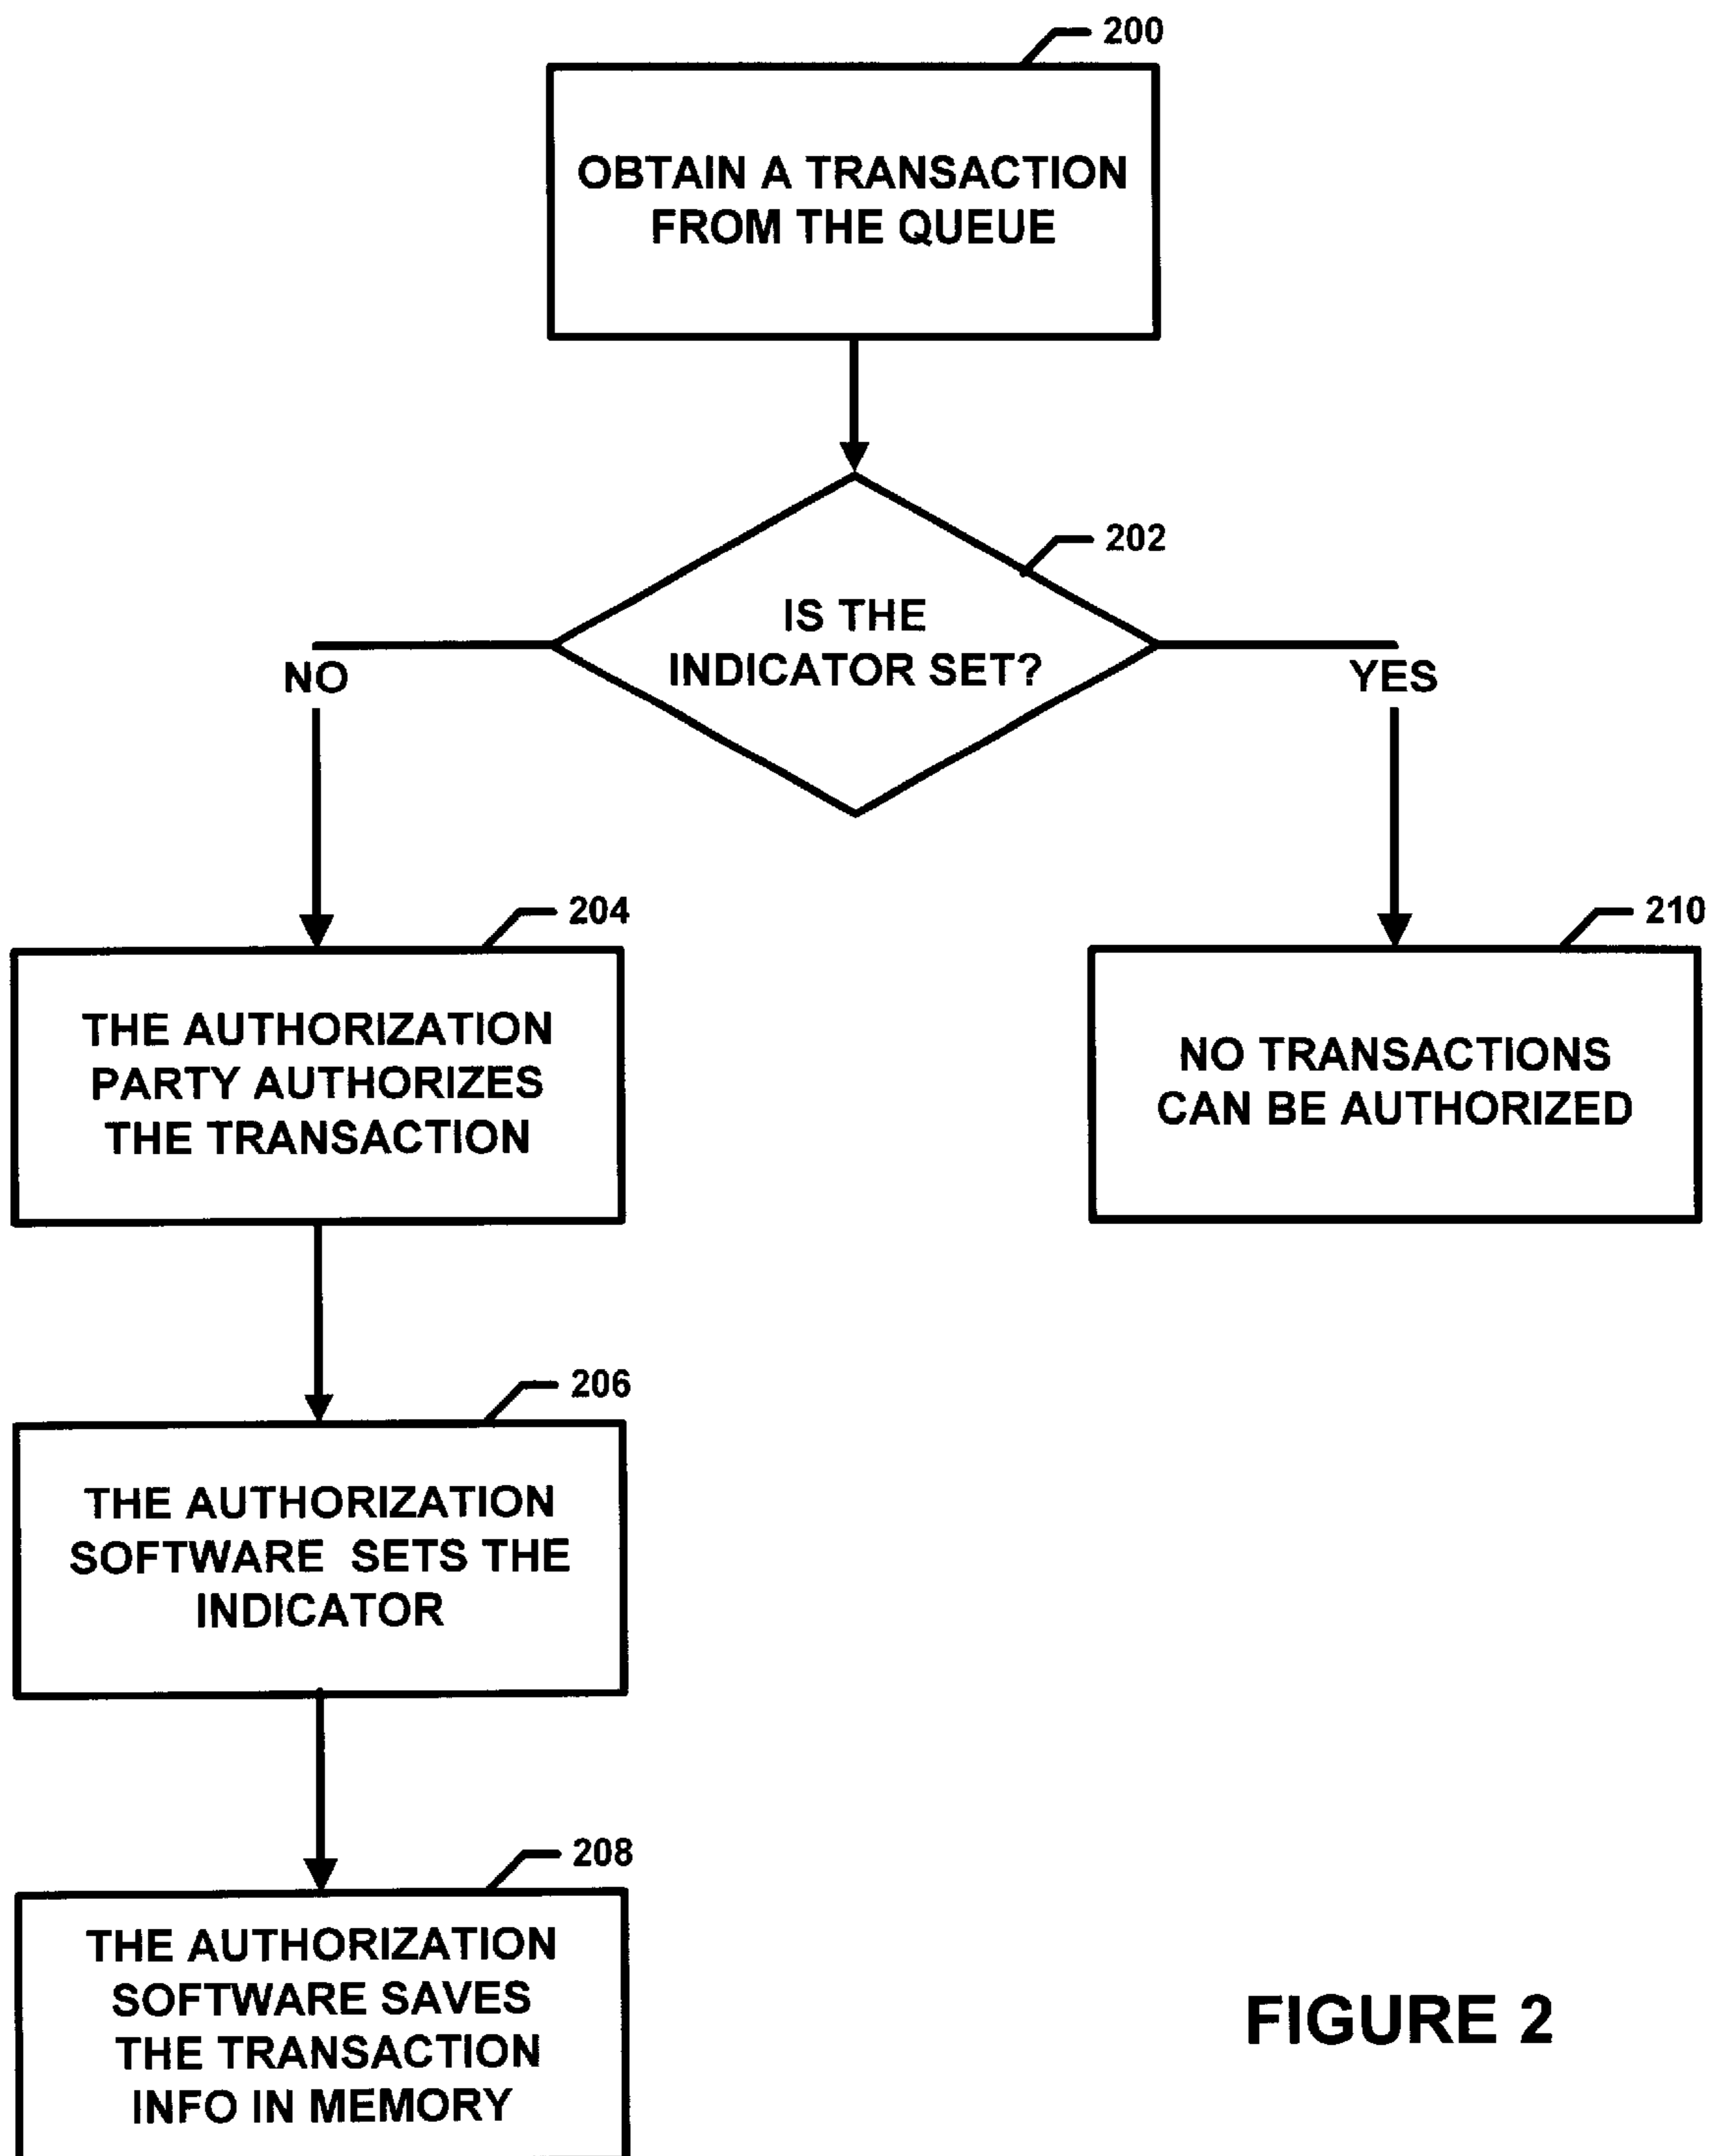 200
OBTAIN A TRANSACTION
FROM THE QUEUE
202
IS THE
INDICATOR SET?
NO
YES
204
THE AUTHORIZATION
PARTY AUTHORIZES
THE TRANSACTION
210
NO TRANSACTIONS
CAN BE AUTHORIZED
206
THE AUTHORIZATION
SOFTWARE SETS THE
INDICATOR
208
THE AUTHORIZATION
SOFTWARE SAVES
THE TRANSACTION
INFO IN MEMORY
FIGURE 2